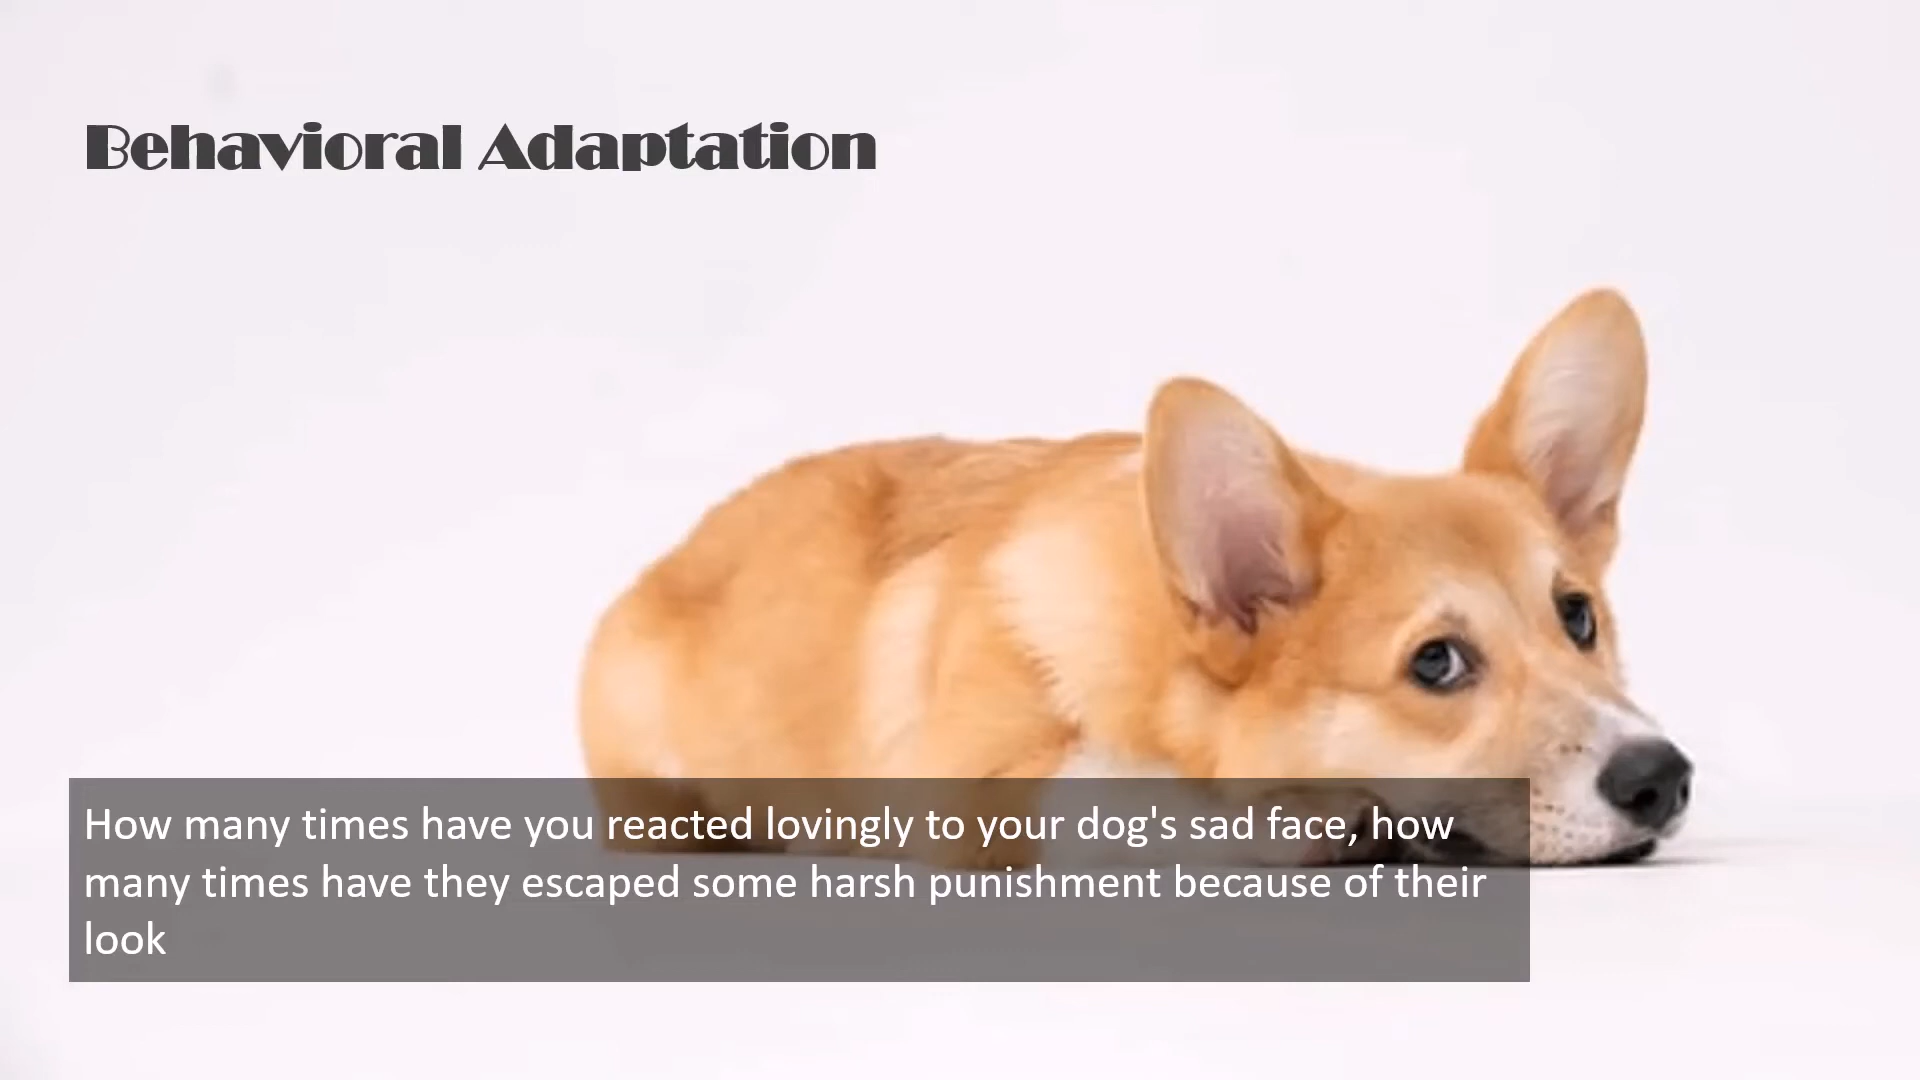 Behavioral Adaptation
How many times have you reacted lovingly to your dog's sad face, how
many times have they escaped some harsh punishment because of their
look